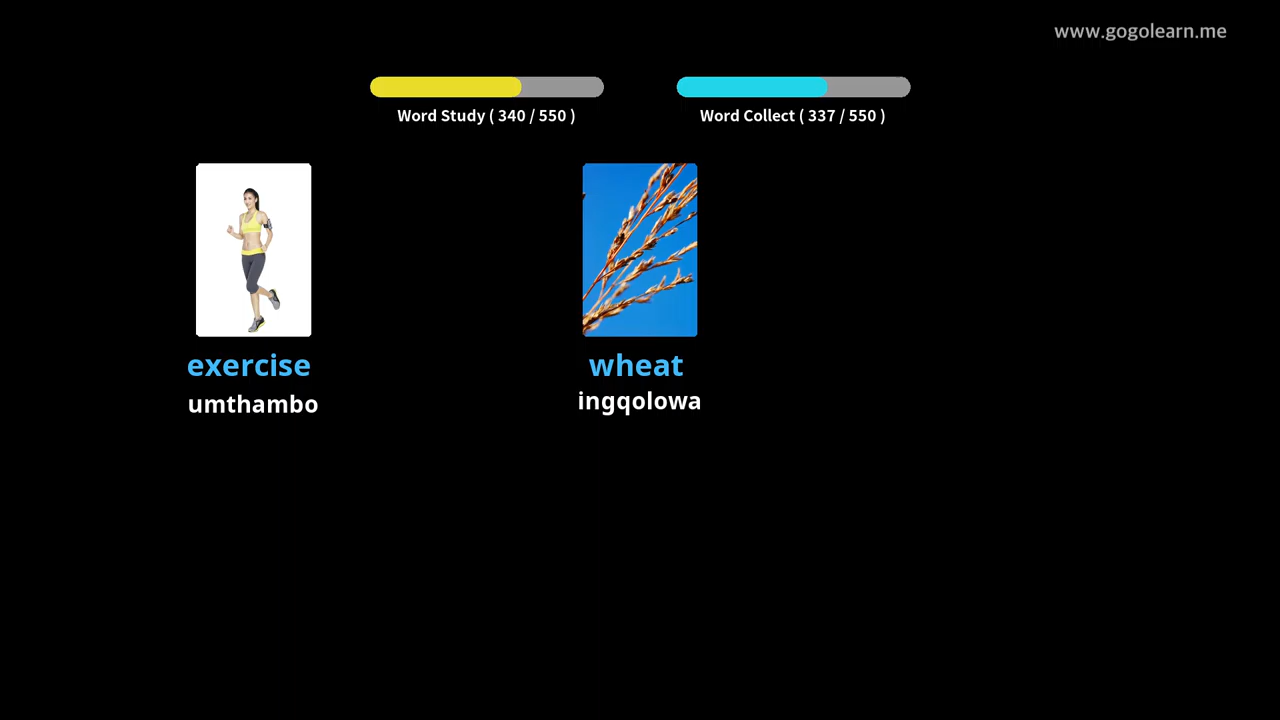 www.gogolearn.me
Word Study ( 340 / 550 )
Word Collect ( 337 / 550 )
exercise
umthambo
wheat
ingqolowa